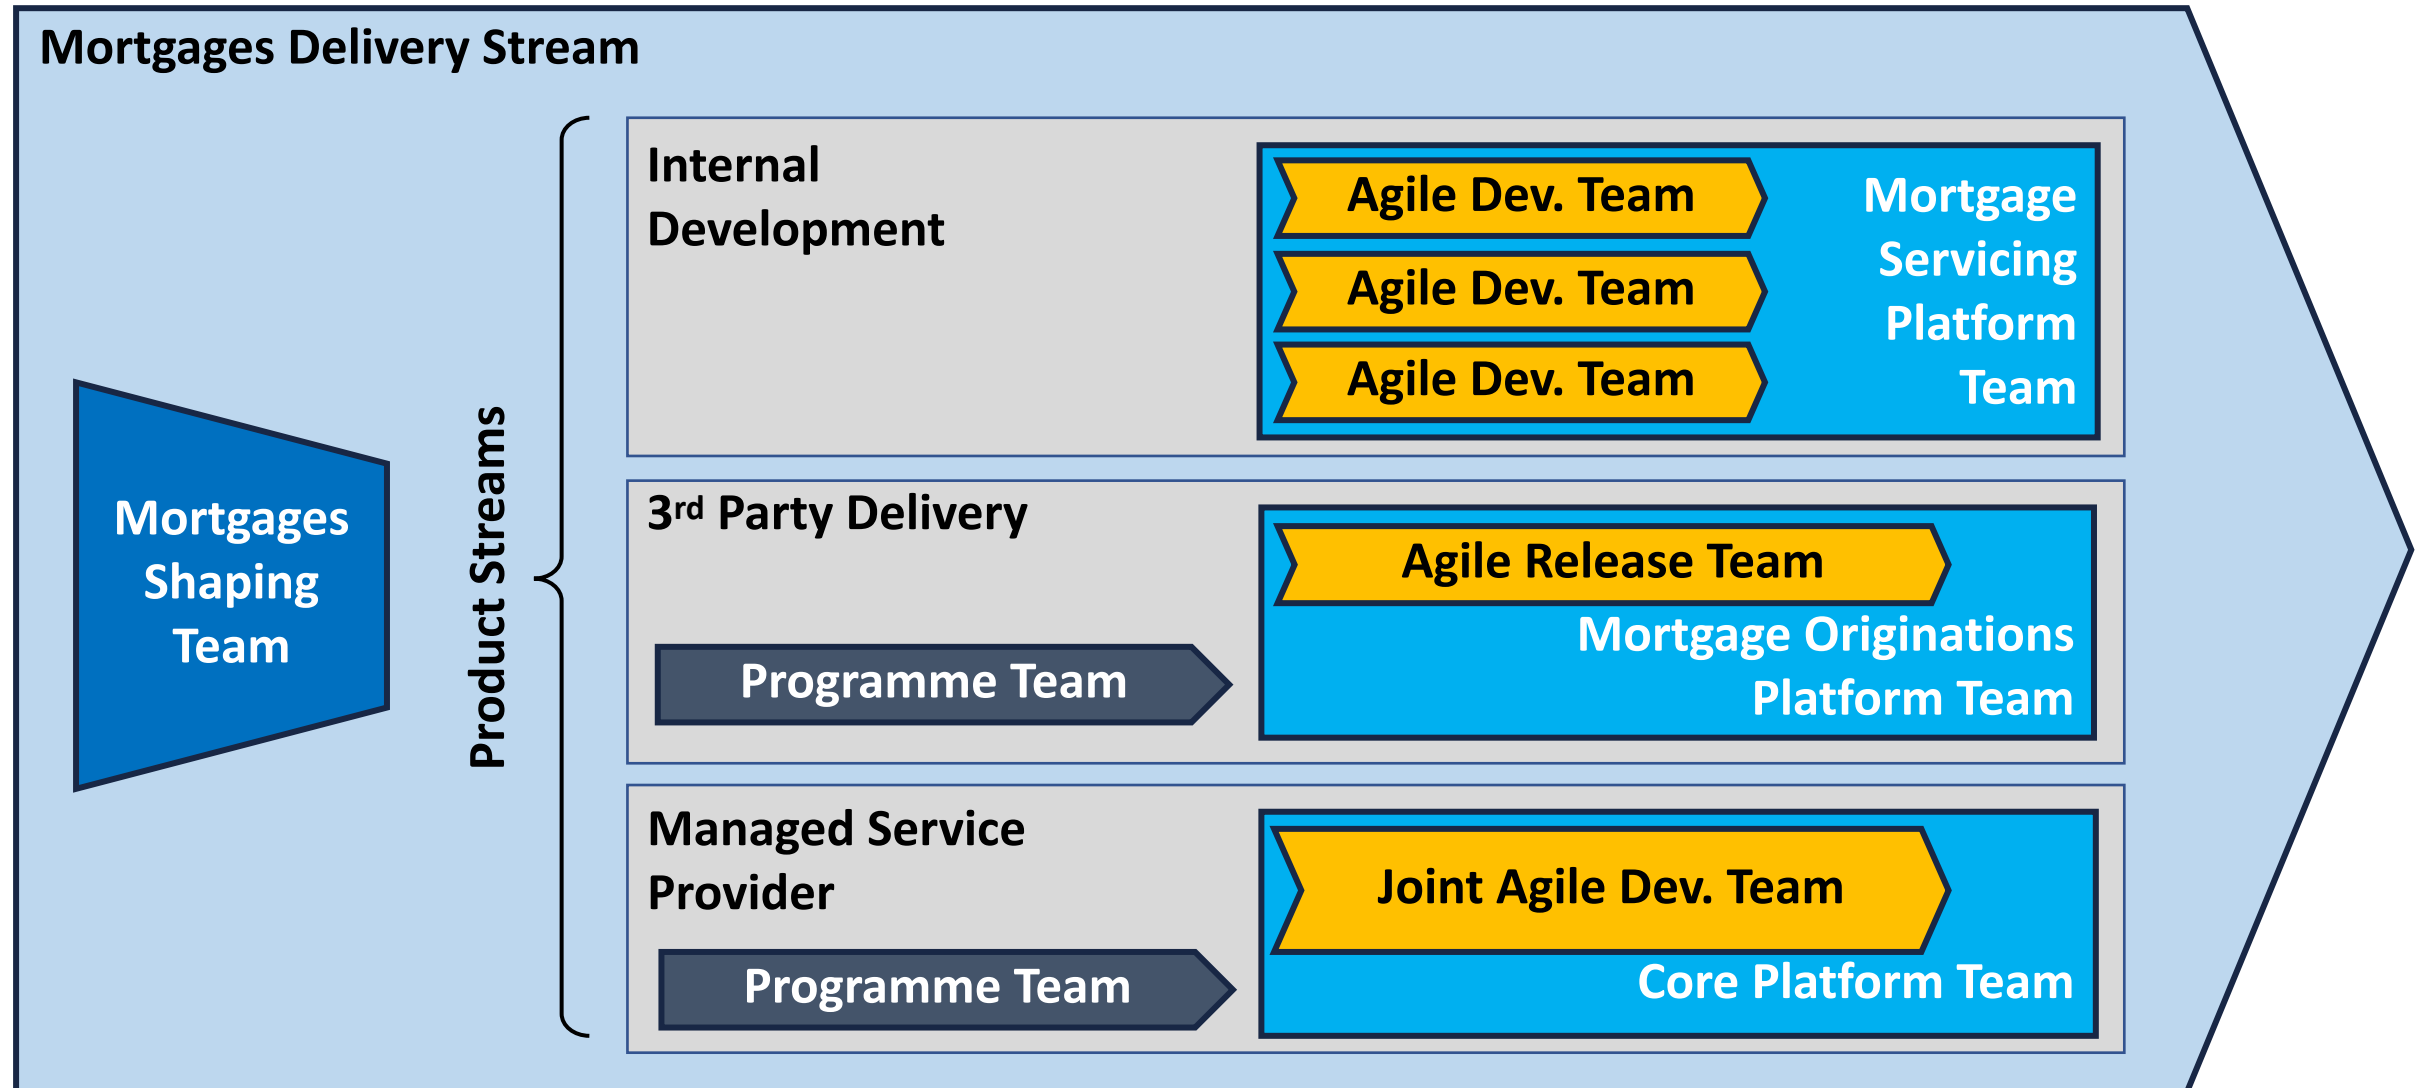 Mortgages Delivery Stream
Mortgages
Shaping
Team
Product Streams
Internal
Development
Agile Dev. Team
Agile Dev. Team
Agile Dev. Team
Mortgage
Servicing
Platform
Team
3rd Party Delivery
Programme Team
Agile Release Team
Mortgage Originations
Platform Team
Managed Service
Provider
Programme Team
Joint Agile Dev. Team
Core Platform Team